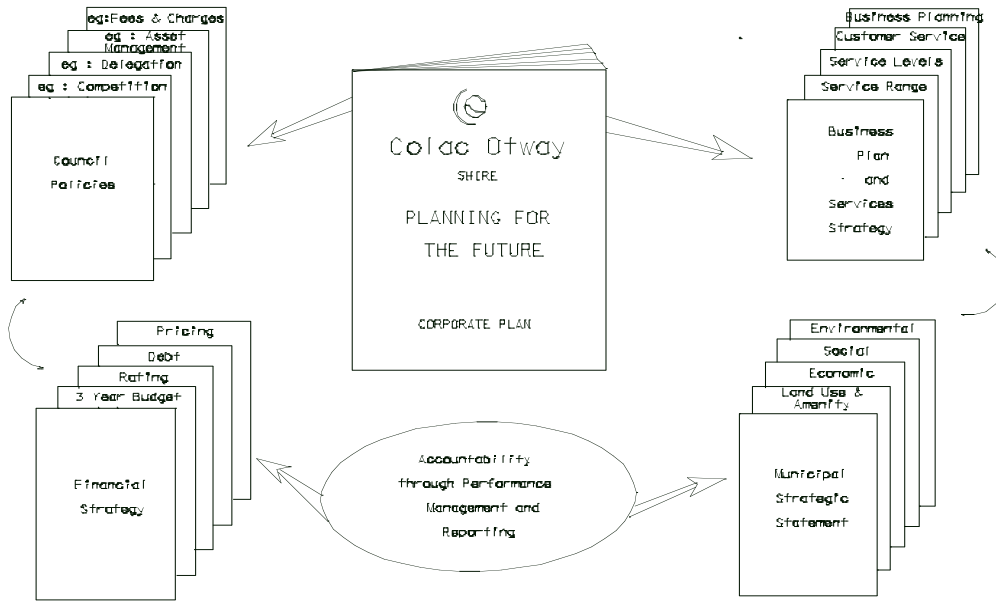 eg:Fees & Charges
eg : Asset
Management
eg : Delegation
eg : Competition
Council
Policies
Colac Otway
SHIRE
PLANNING FOR
THE FUTURE
CORPORATE PLAN
Business Planning
Customer Service
Service Levels
Service Range
Business
Plan
and
Services
Strategy
Pricing
Debt
Rating
3 Year Budget
Financial
Strategy
Accountability
through Performance
Management and
Reporting
Environmental
Social
Economic
Land Use &
Amenity
Municipal
Strategic
Statement